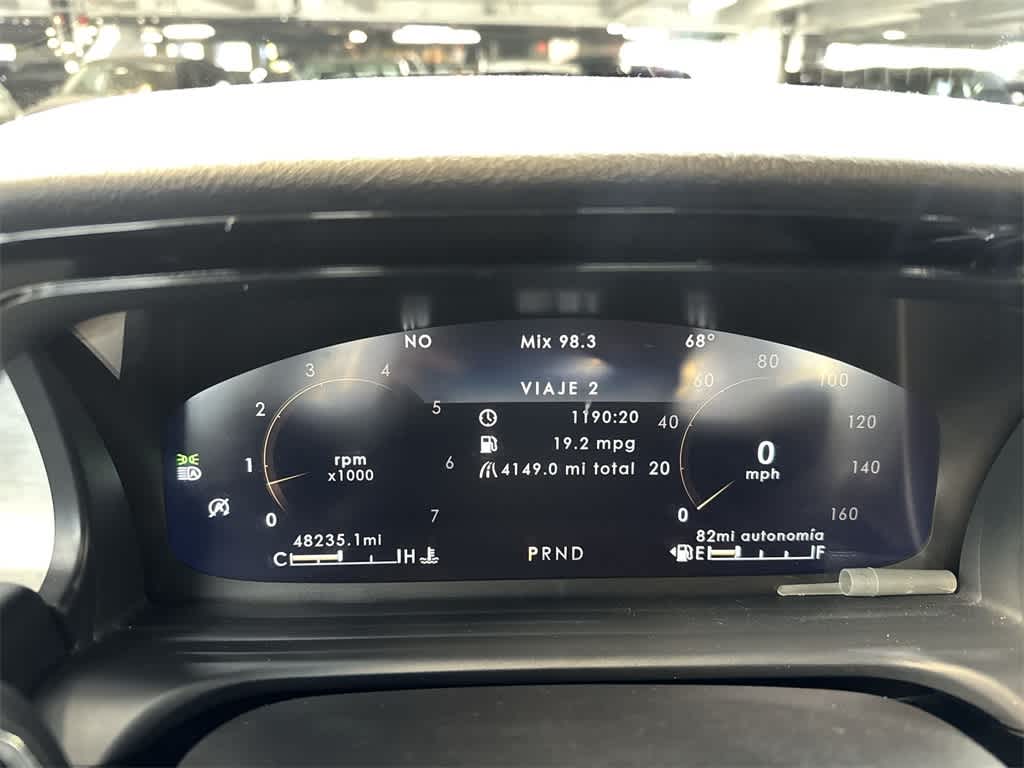 NO Mix 98.3 68°
VIAJE 2
1190:20
19.2 mpg
4149.0 mi total
0 1 2 3 4 5 6 7
rpm
x1000
0 20 40 60 80 100 120 140 160
0
mph
48235.1mi
C H
PRND
82mi autonomía
E F